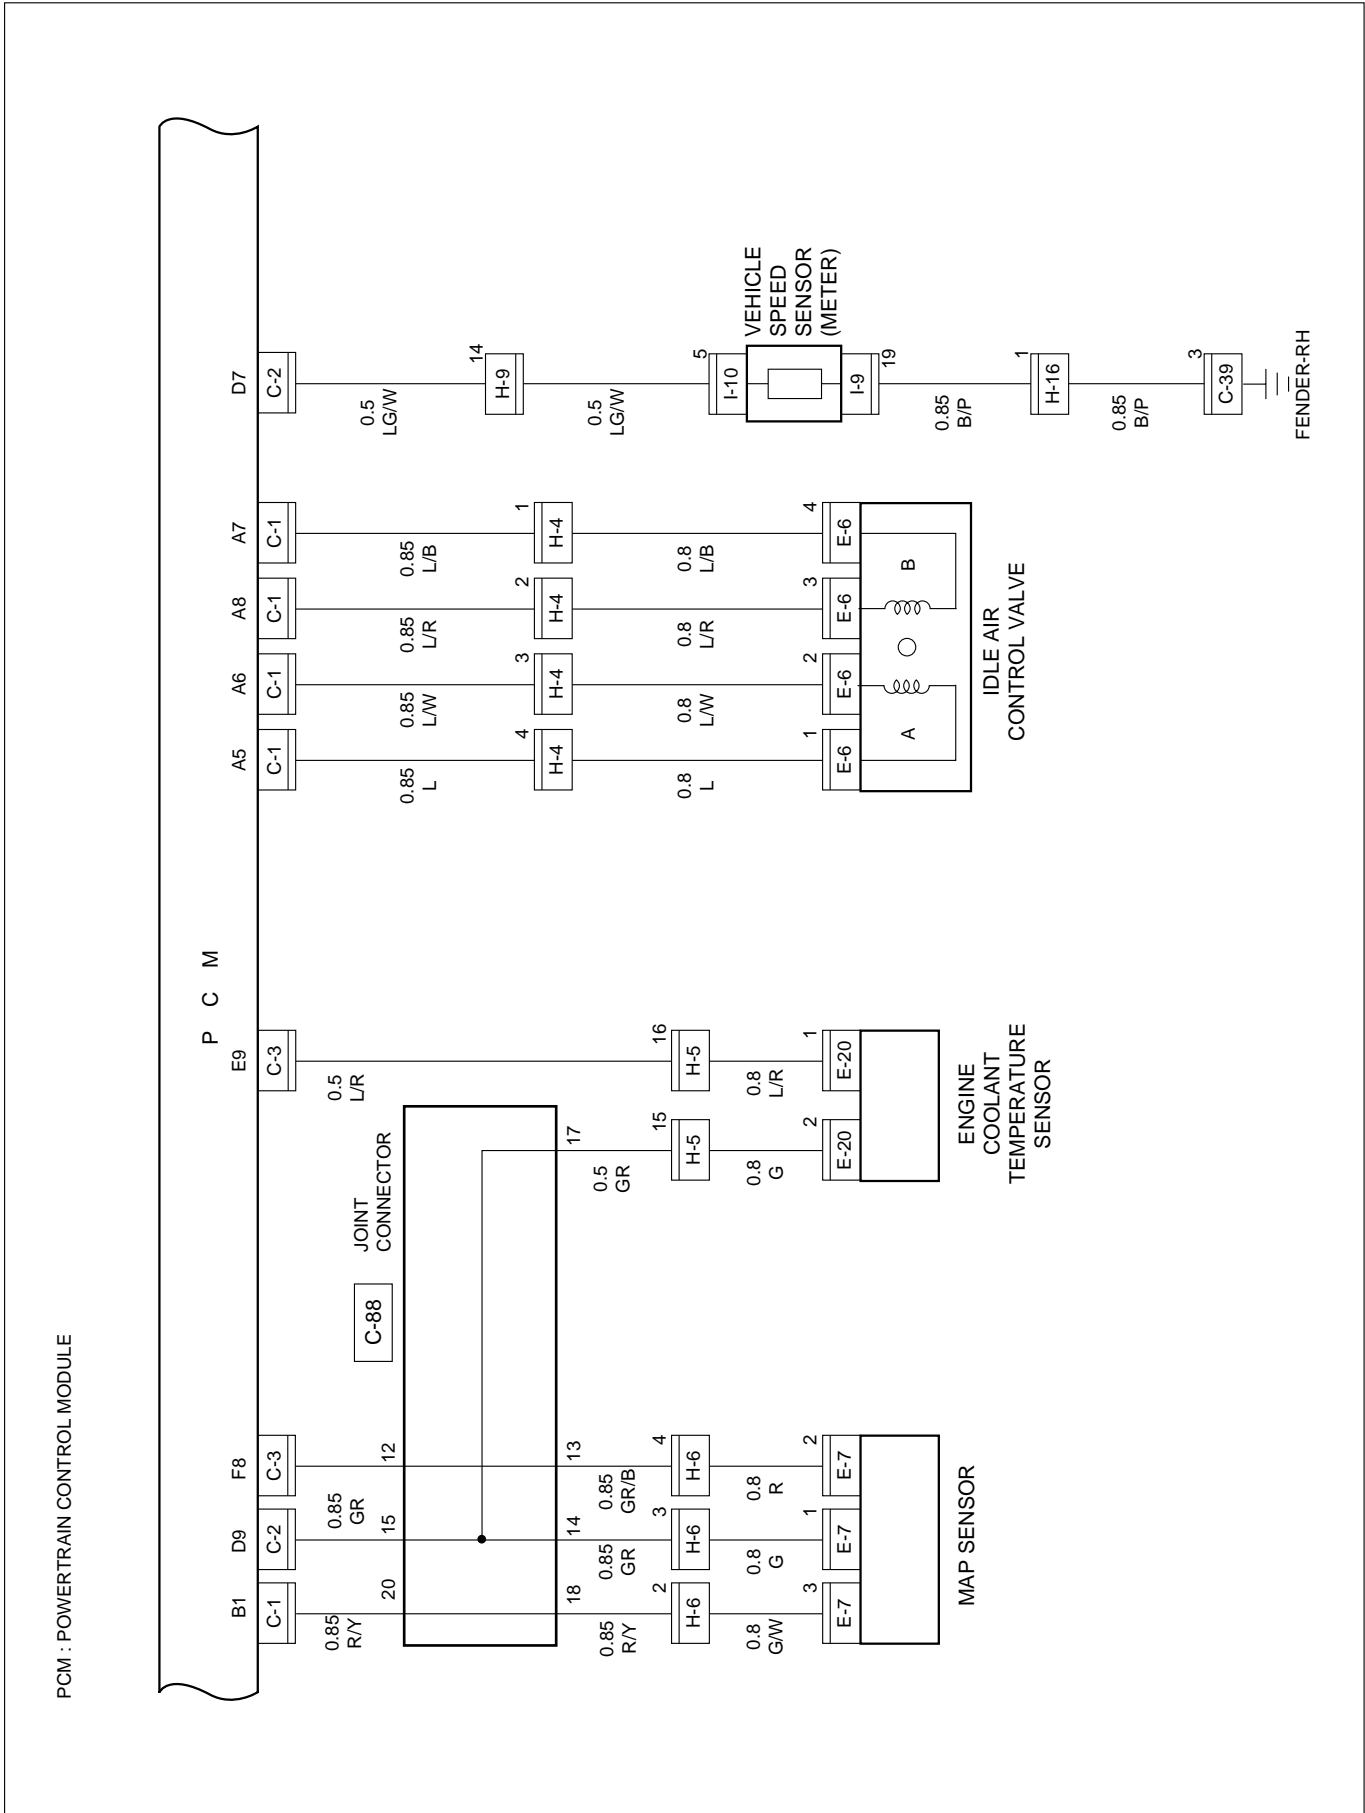 PCM : POWERTRAIN CONTROL MODULE
P C M
B1 D9 F8 E9 A5 A6 A8 A7 D7
C-1 C-2 C-3 C-3 C-1 C-1 C-1 C-1 C-2
0.85
R/Y
0.85
GR
0.5
L/R
20 15 12
C-88
JOINT
CONNECTOR
18 14 13 17
0.85
R/Y
0.85
GR
0.85
GR/B
0.5
GR
2 3 4 15 16
H-6 H-6 H-6 H-5 H-5
0.8
G/W
0.8
G
0.8
R
0.8
G
0.8
L/R
3 1 2 2 1
E-7 E-7 E-7 E-20 E-20
MAP SENSOR
ENGINE
COOLANT
TEMPERATURE
SENSOR
0.85
L
0.85
L/W
0.85
L/R
0.85
L/B
4 3 2 1
H-4 H-4 H-4 H-4
0.8
L
0.8
L/W
0.8
L/R
0.8
L/B
1 2 3 4
E-6 E-6 E-6 E-6
A B
IDLE AIR
CONTROL VALVE
0.5
LG/W
14
H-9
0.5
LG/W
5
I-10
VEHICLE
SPEED
SENSOR
(METER)
I-9
19
0.85
B/P
1
H-16
0.85
B/P
3
C-39
FENDER-RH